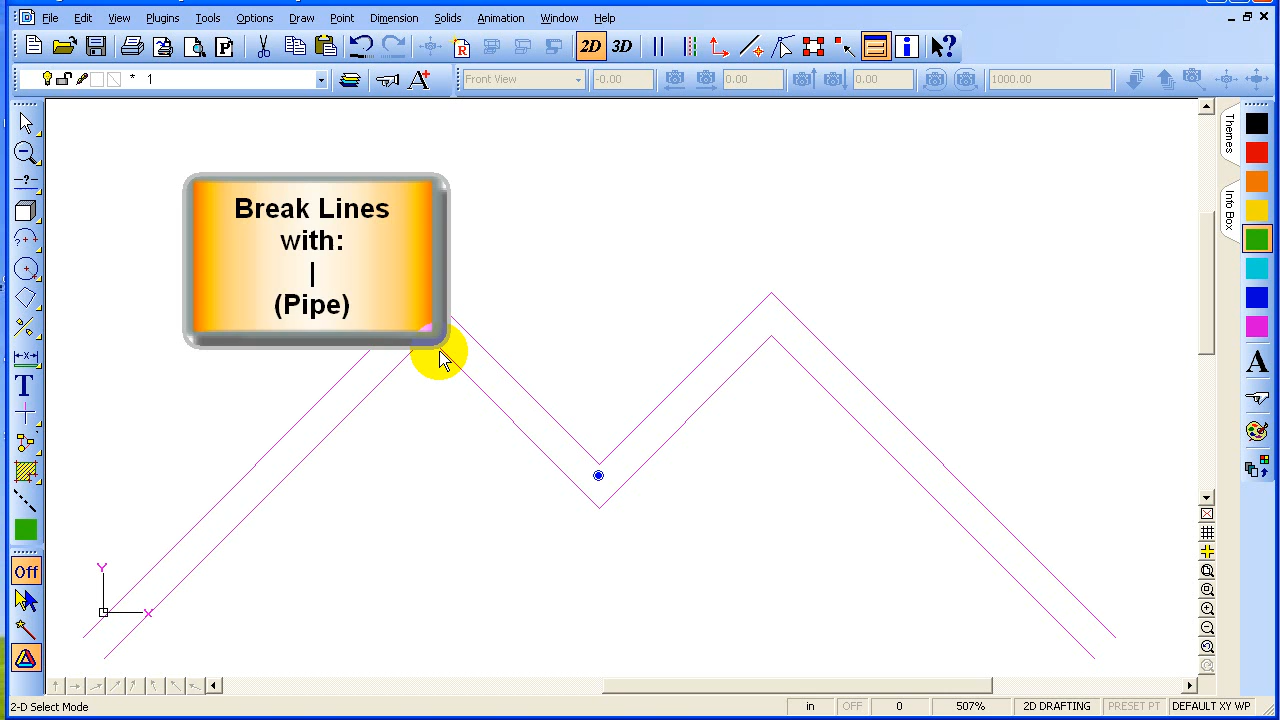 File Edit View Plugins Tools Options Draw Point Dimension Solids Animation Window Help
2D 3D
* 1
Front View -0.00 0.00 0.00 1000.00
Break Lines
with:
|
(Pipe)
Themes
Info Box
A
T
Off
Y
X
2-D Select Mode in OFF 0 507% 2D DRAFTING PRESET PT DEFAULT XY WP